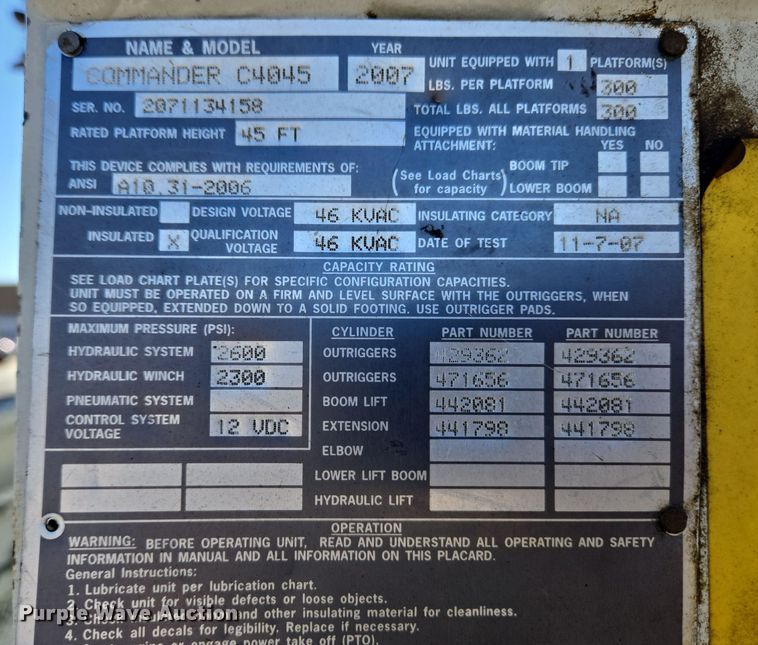 NAME & MODEL YEAR
COMMANDER C4045 2007
UNIT EQUIPPED WITH 1 PLATFORM(S)
LBS. PER PLATFORM 300
SER. NO. 2071134158
TOTAL LBS. ALL PLATFORMS 300
RATED PLATFORM HEIGHT 45 FT
EQUIPPED WITH MATERIAL HANDLING
ATTACHMENT: YES NO
THIS DEVICE COMPLIES WITH REQUIREMENTS OF:
ANSI A10.31-2006
(See Load Charts
for capacity)
BOOM TIP
LOWER BOOM
NON-INSULATED DESIGN VOLTAGE 46 KVAC INSULATING CATEGORY NA
INSULATED X QUALIFICATION VOLTAGE 46 KVAC DATE OF TEST 11-7-07
CAPACITY RATING
SEE LOAD CHART PLATE(S) FOR SPECIFIC CONFIGURATION CAPACITIES.
UNIT MUST BE OPERATED ON A FIRM AND LEVEL SURFACE WITH THE OUTRIGGERS, WHEN
SO EQUIPPED, EXTENDED DOWN TO A SOLID FOOTING. USE OUTRIGGER PADS.
MAXIMUM PRESSURE (PSI):
HYDRAULIC SYSTEM 2600
HYDRAULIC WINCH 2300
PNEUMATIC SYSTEM
CONTROL SYSTEM
VOLTAGE 12 VDC
CYLINDER PART NUMBER PART NUMBER
OUTRIGGERS 429362 429362
OUTRIGGERS 471656 471656
BOOM LIFT 442081 442081
EXTENSION 441798 441798
ELBOW
LOWER LIFT BOOM
HYDRAULIC LIFT
OPERATION
WARNING: BEFORE OPERATING UNIT, READ AND UNDERSTAND ALL OPERATING AND SAFETY
INFORMATION IN MANUAL AND ALL INFORMATION ON THIS PLACARD.
General Instructions:
1. Lubricate unit per lubrication chart.
2. Check unit for visible defects or loose objects.
3. Check and other insulating material for cleanliness.
4. Check all decals for legibility. Replace if necessary.
or engage power take off (PTO).
Purple Wave Auction